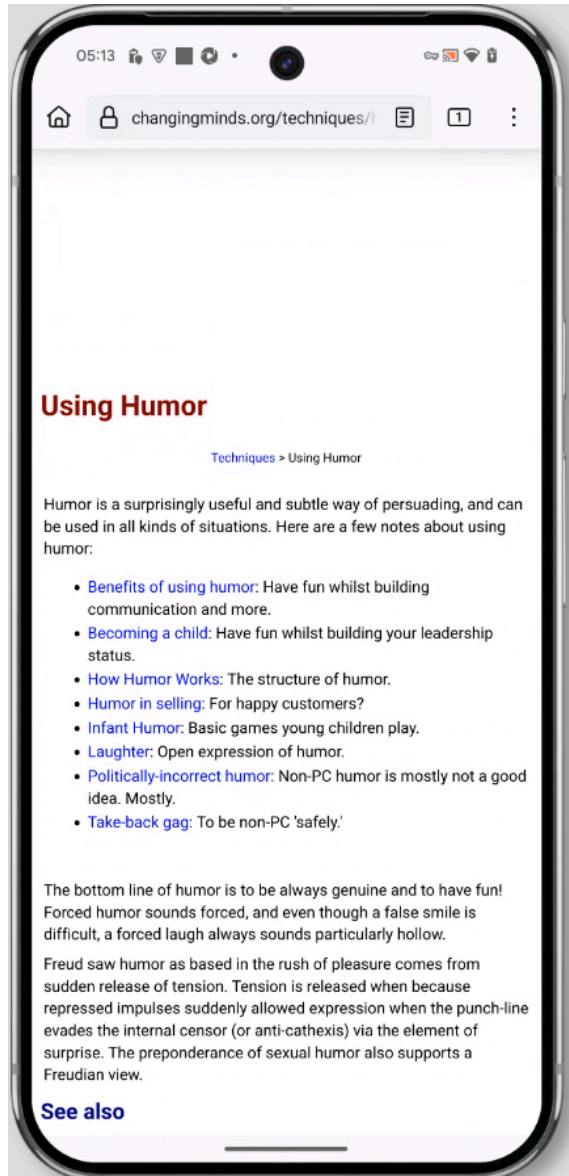 05:13
changingminds.org/techniques/
1
Using Humor
Techniques > Using Humor
Humor is a surprisingly useful and subtle way of persuading, and can
be used in all kinds of situations. Here are a few notes about using
humor:
• Benefits of using humor: Have fun whilst building
communication and more.
• Becoming a child: Have fun whilst building your leadership
status.
• How Humor Works: The structure of humor.
• Humor in selling: For happy customers?
• Infant Humor: Basic games young children play.
• Laughter: Open expression of humor.
• Politically-incorrect humor: Non-PC humor is mostly not a good
idea. Mostly.
• Take-back gag: To be non-PC 'safely.'
The bottom line of humor is to be always genuine and to have fun!
Forced humor sounds forced, and even though a false smile is
difficult, a forced laugh always sounds particularly hollow.
Freud saw humor as based in the rush of pleasure comes from
sudden release of tension. Tension is released when because
repressed impulses suddenly allowed expression when the punch-line
evades the internal censor (or anti-cathexis) via the element of
surprise. The preponderance of sexual humor also supports a
Freudian view.
See also